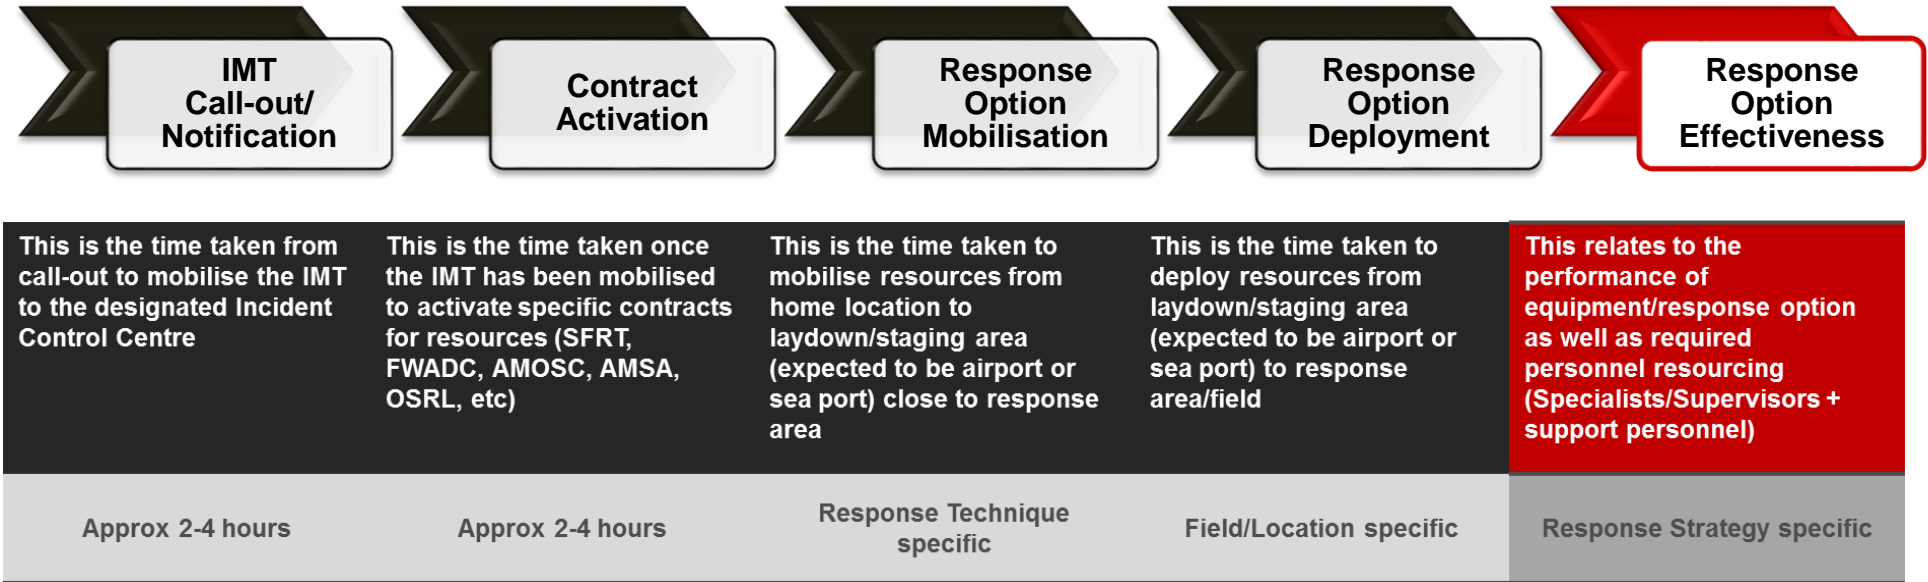 IMT
Call-out/
Notification
Contract
Activation
Response
Option
Mobilisation
Response
Option
Deployment
Response
Option
Effectiveness
This is the time taken from
call-out to mobilise the IMT
to the designated Incident
Control Centre
This is the time taken once
the IMT has been mobilised
to activate specific contracts
for resources (SFRT,
FWADC, AMOSC, AMSA,
OSRL, etc)
This is the time taken to
mobilise resources from
home location to
laydown/staging area
(expected to be airport or
sea port) close to response
area
This is the time taken to
deploy resources from
laydown/staging area
(expected to be airport or
sea port) to response
area/field
This relates to the
performance of
equipment/response option
as well as required
personnel resourcing
(Specialists/Supervisors +
support personnel)
Approx 2-4 hours
Approx 2-4 hours
Response Technique
specific
Field/Location specific
Response Strategy specific